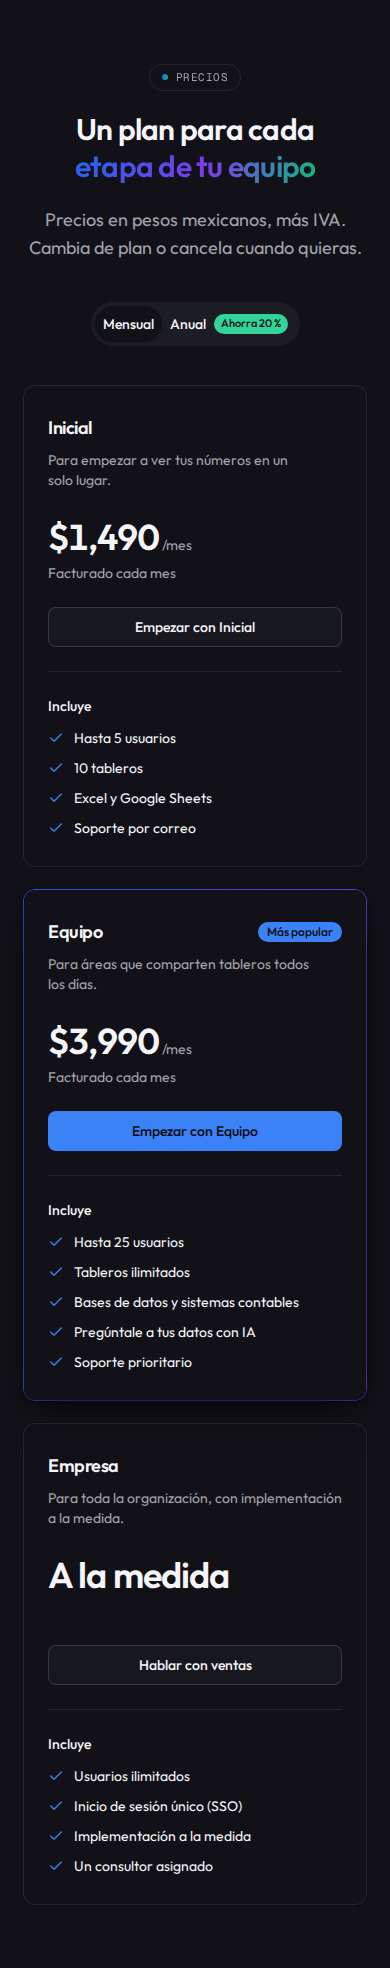 PRECIOS
Un plan para cada
etapa de tu equipo
Precios en pesos mexicanos, más IVA.
Cambia de plan o cancela cuando quieras.
Mensual Anual Ahorra 20 %
Inicial
Para empezar a ver tus números en un
solo lugar.
$1,490 /mes
Facturado cada mes
Empezar con Inicial
Incluye
Hasta 5 usuarios
10 tableros
Excel y Google Sheets
Soporte por correo
Equipo Más popular
Para áreas que comparten tableros todos
los días.
$3,990 /mes
Facturado cada mes
Empezar con Equipo
Incluye
Hasta 25 usuarios
Tableros ilimitados
Bases de datos y sistemas contables
Pregúntale a tus datos con IA
Soporte prioritario
Empresa
Para toda la organización, con implementación
a la medida.
A la medida
Hablar con ventas
Incluye
Usuarios ilimitados
Inicio de sesión único (SSO)
Implementación a la medida
Un consultor asignado